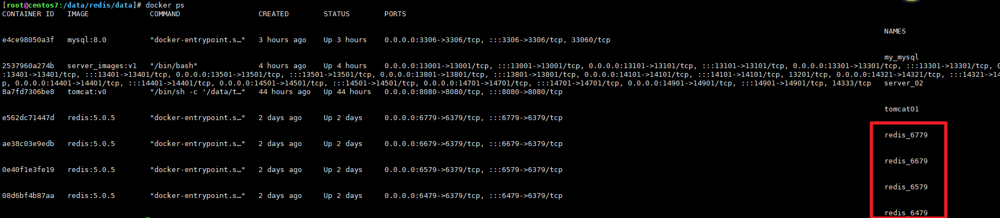 [root@centos7:/data/redis/data]# docker ps
CONTAINER ID IMAGE COMMAND CREATED STATUS PORTS
NAMES
e4ce98050a3f mysql:8.0 "docker-entrypoint.s…" 3 hours ago Up 3 hours 0.0.0.0:3306->3306/tcp, :::3306->3306/tcp, 33060/tcp
my_mysql
2537960a274b server_images:v1 "/bin/bash" 4 hours ago Up 4 hours 0.0.0.0:13001->13001/tcp, :::13001->13001/tcp, 0.0.0.0:13101->13101/tcp, :::13101->13101/tcp, 0.0.0.0:13301->13301/tcp, :::13301->13301/tcp, 0
:13401->13401/tcp, :::13401->13401/tcp, 0.0.0.0:13501->13501/tcp, :::13501->13501/tcp, 0.0.0.0:13801->13801/tcp, :::13801->13801/tcp, 0.0.0.0:14101->14101/tcp, :::14101->14101/tcp, 13201/tcp, 0.0.0.0:14321->14321/tcp, :::14321->14
p, 0.0.0.0:14401->14401/tcp, :::14401->14401/tcp, 0.0.0.0:14501->14501/tcp, :::14501->14501/tcp, 0.0.0.0:14701->14701/tcp, :::14701->14701/tcp, 0.0.0.0:14901->14901/tcp, :::14901->14901/tcp, 14333/tcp server_02
8a7fd7306be8 tomcat:v0 "/bin/sh -c '/data/t…" 44 hours ago Up 44 hours 0.0.0.0:8080->8080/tcp, :::8080->8080/tcp
tomcat01
e562dc71447d redis:5.0.5 "docker-entrypoint.s…" 2 days ago Up 2 days 0.0.0.0:6779->6379/tcp, :::6779->6379/tcp
redis_6779
ae38c03e9edb redis:5.0.5 "docker-entrypoint.s…" 2 days ago Up 2 days 0.0.0.0:6679->6379/tcp, :::6679->6379/tcp
redis_6679
0e40f1e3fe19 redis:5.0.5 "docker-entrypoint.s…" 2 days ago Up 2 days 0.0.0.0:6579->6379/tcp, :::6579->6379/tcp
redis_6579
08d6bf4b87aa redis:5.0.5 "docker-entrypoint.s…" 2 days ago Up 2 days 0.0.0.0:6479->6379/tcp, :::6479->6379/tcp
redis_6479